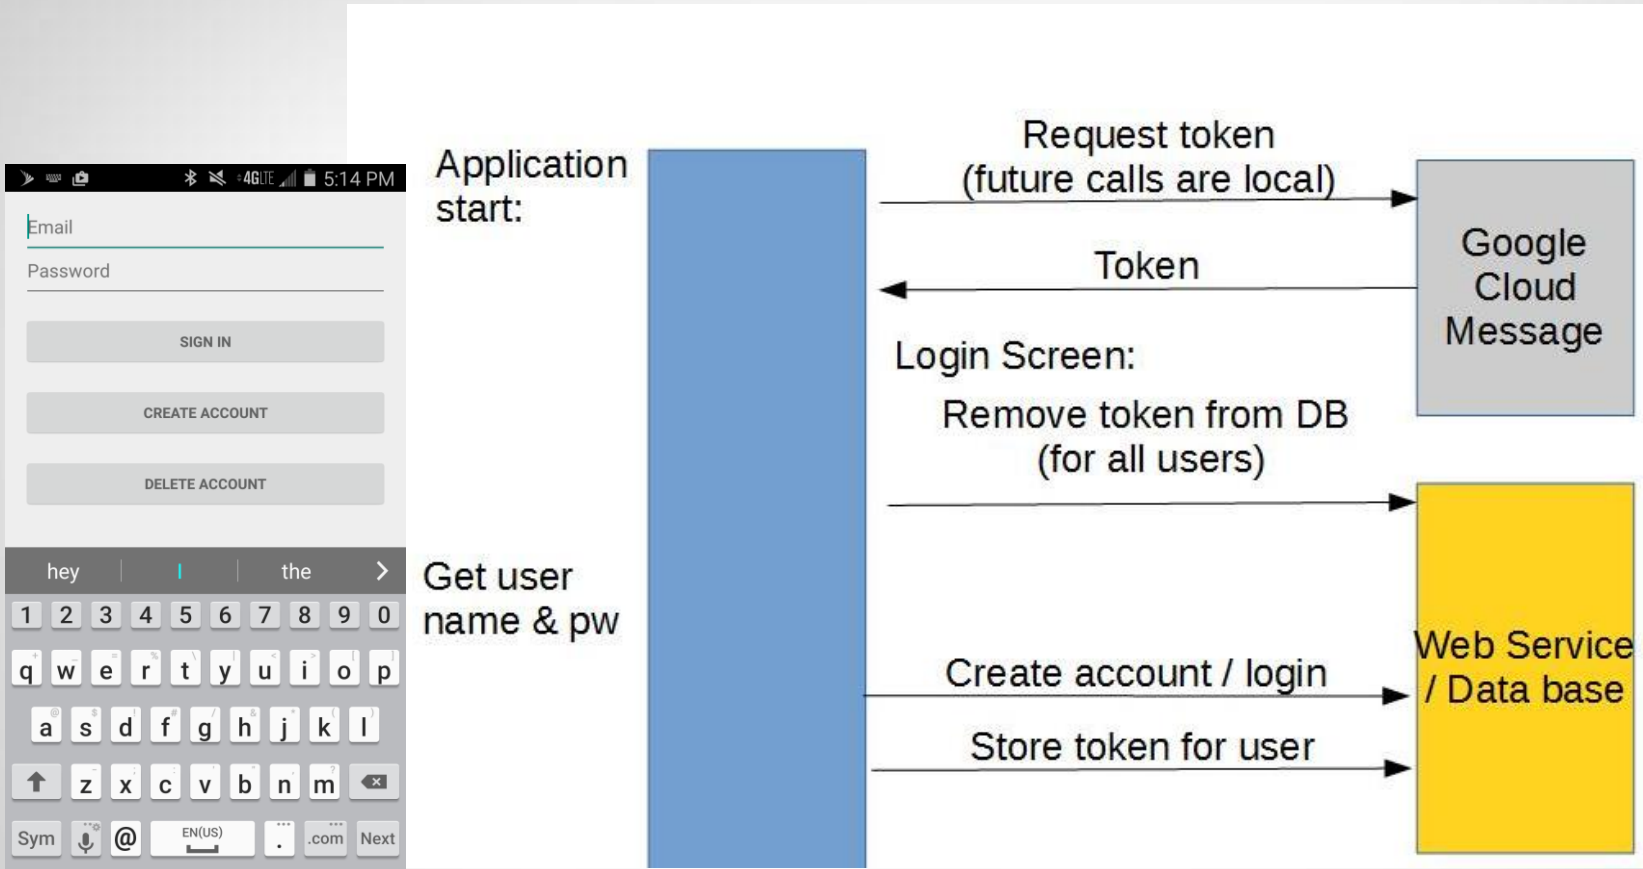 4G LTE 5:14 PM
Email
Password
SIGN IN
CREATE ACCOUNT
DELETE ACCOUNT
hey I the
1 2 3 4 5 6 7 8 9 0
q w e r t y u i o p
a s d f g h j k l
z x c v b n m
Sym @ EN(US) . .com Next
Application
start:
Request token
(future calls are local)
Token
Google
Cloud
Message
Login Screen:
Remove token from DB
(for all users)
Get user
name & pw
Create account / login
Store token for user
Web Service
/ Data base